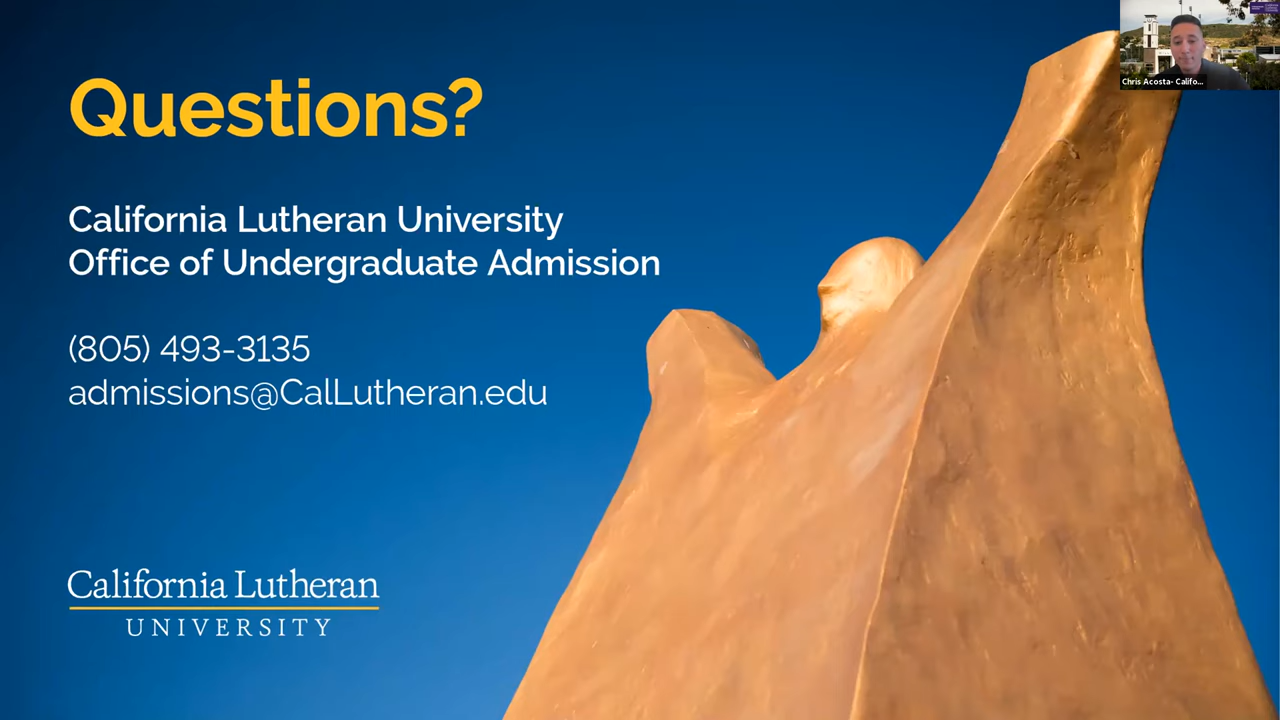 Questions?
California Lutheran University
Office of Undergraduate Admission
(805) 493-3135
admissions@CalLutheran.edu
California Lutheran
UNIVERSITY
Chris Acosta- Califo...